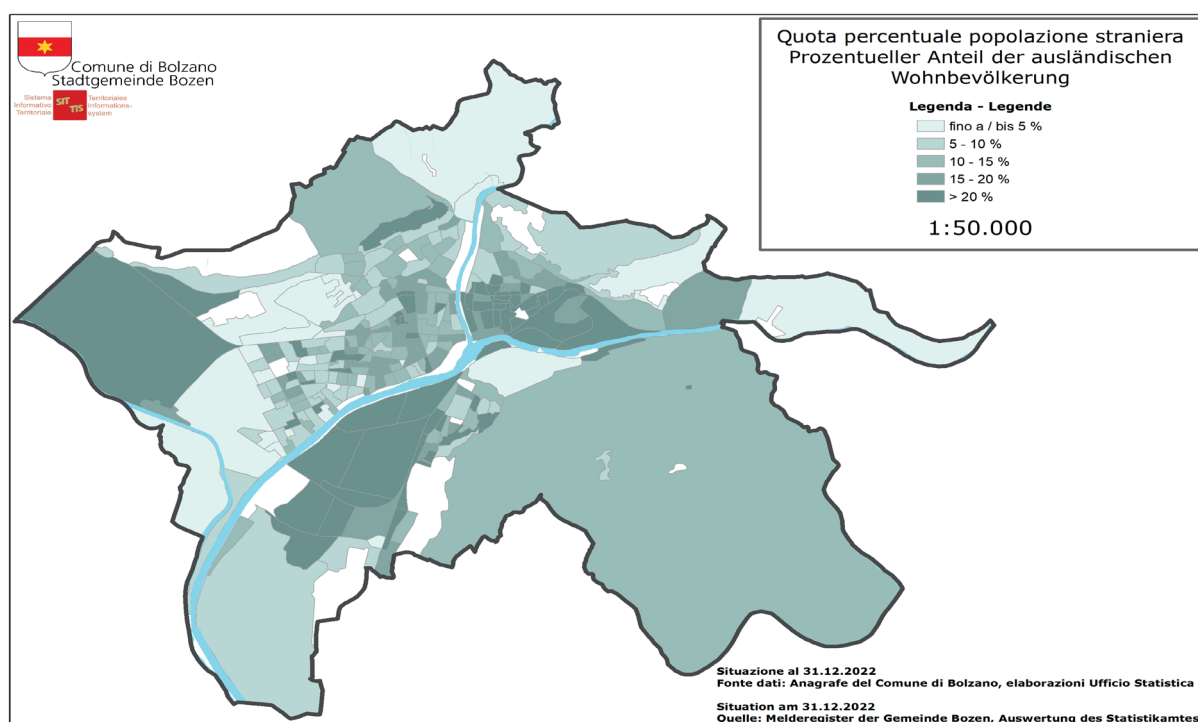 Comune di Bolzano
Stadtgemeinde Bozen
Sistema
Informativo
Territoriale
SIT
TIS
Territoriales
Informations-
system
Quota percentuale popolazione straniera
Prozentueller Anteil der ausländischen
Wohnbevölkerung
Legenda - Legende
fino a / bis 5 %
5 - 10 %
10 - 15 %
15 - 20 %
> 20 %
1:50.000
Situazione al 31.12.2022
Fonte dati: Anagrafe del Comune di Bolzano, elaborazioni Ufficio Statistica
Situation am 31.12.2022
Quelle: Melderegister der Gemeinde Bozen, Auswertung des Statistikamtes